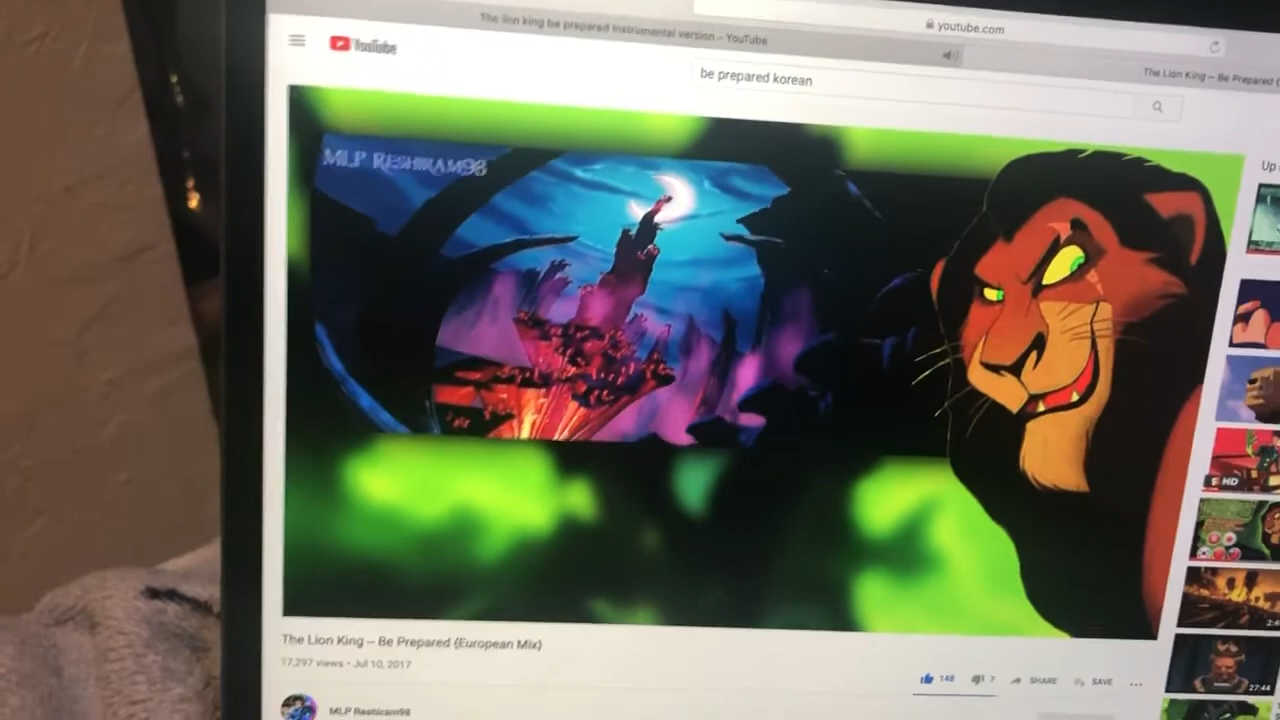 youtube.com
The lion king be prepared instrumental version – YouTube
The Lion King – Be Prepared (
YouTube
be prepared korean
Up
MLP RESHIRAM98
HD
The Lion King – Be Prepared (European Mix)
17,297 views • Jul 10, 2017
148
7
SHARE
SAVE
27:44
MLP Reshiram98